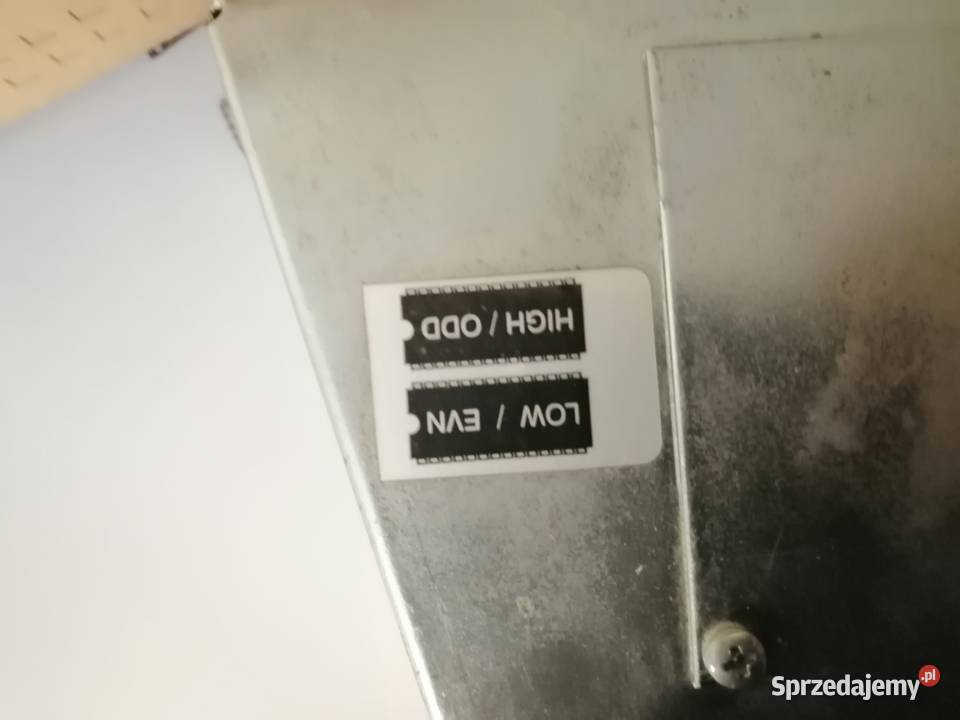 HIGH / ODD
LOW / EVN
Sprzedajemy.pl